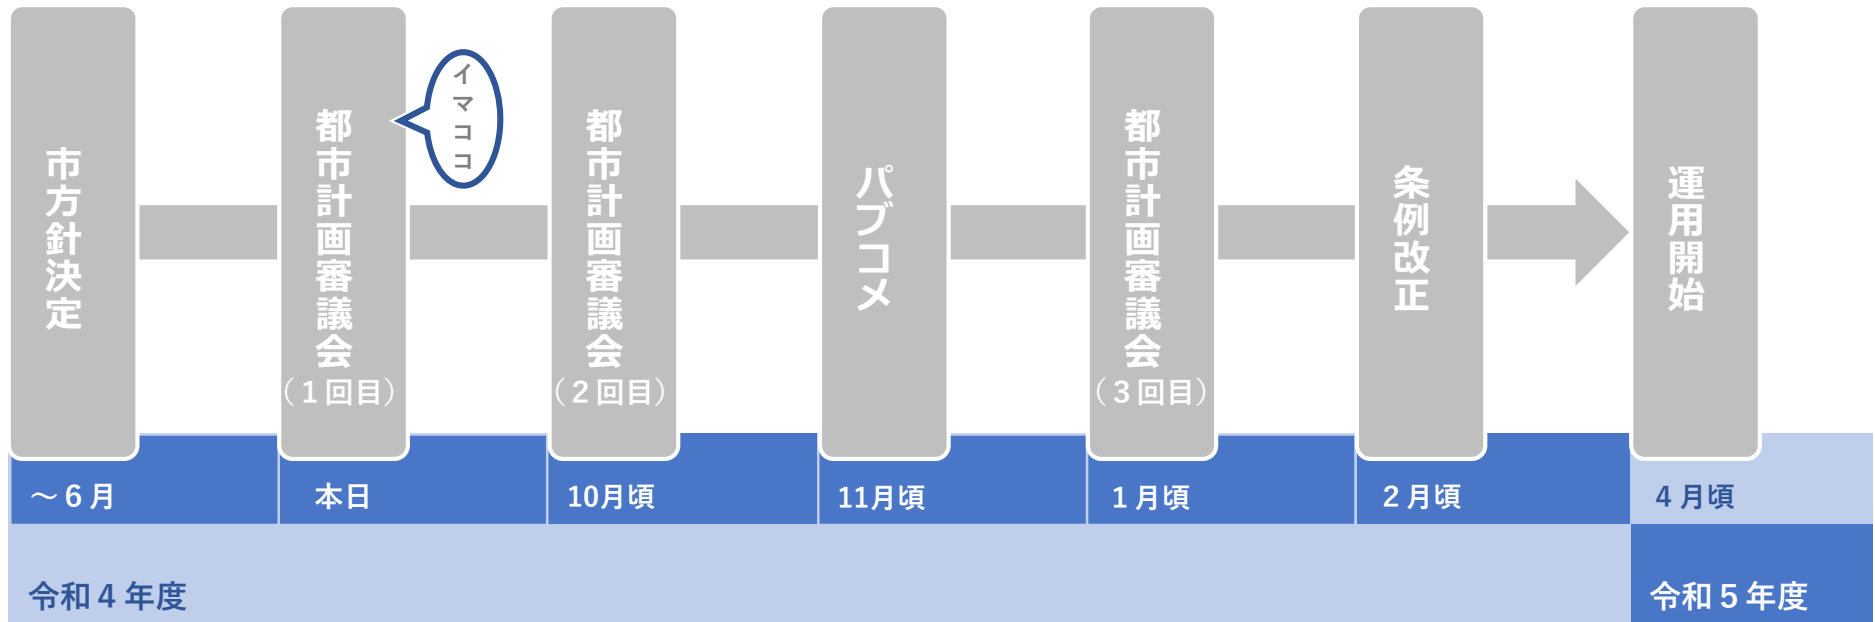 市方針決定
都市計画審議会
（１回目）
イマココ
都市計画審議会
（２回目）
パブコメ
都市計画審議会
（３回目）
条例改正
運用開始
～６月
本日
10月頃
11月頃
１月頃
２月頃
４月頃
令和４年度
令和５年度